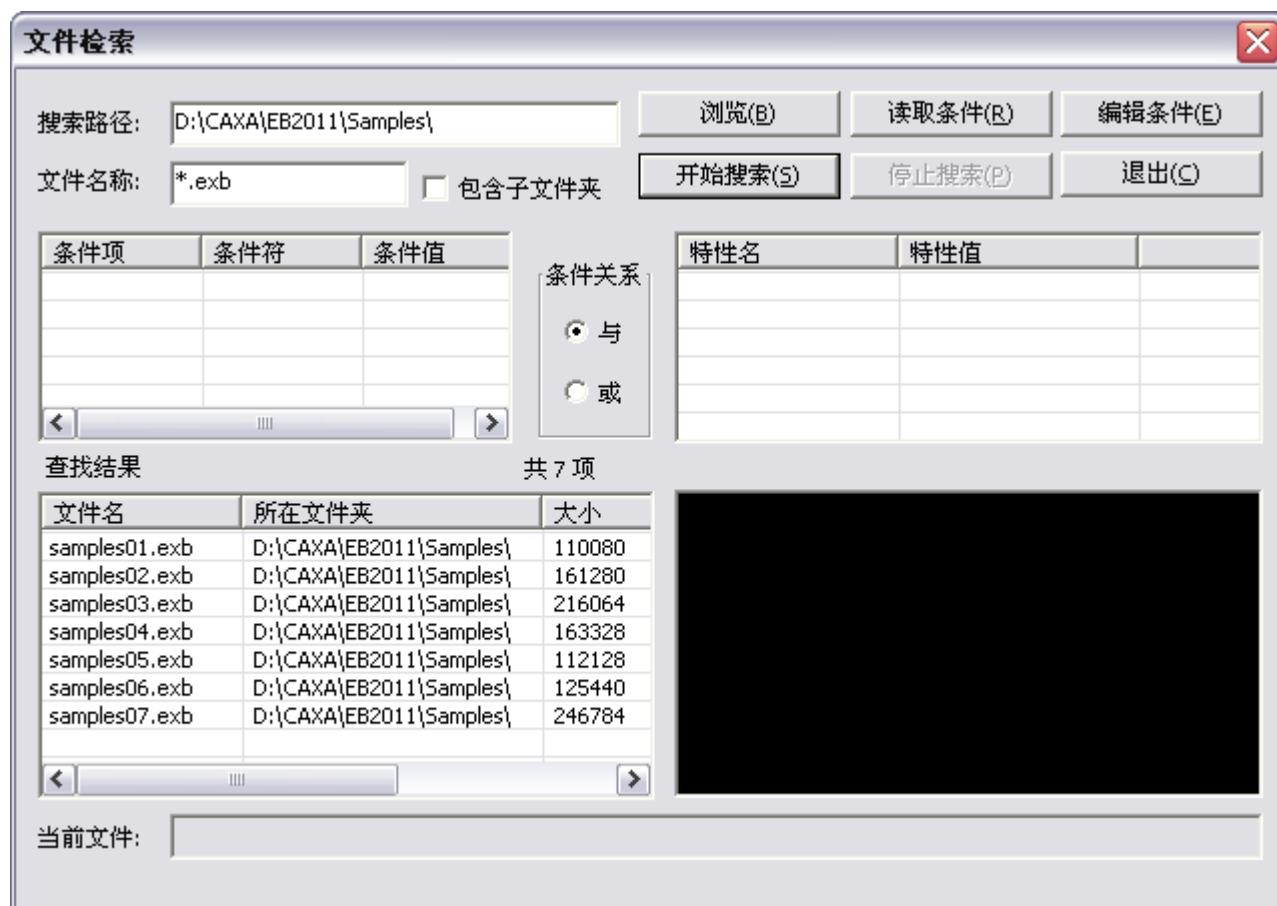 文件检索
搜索路径: D:\CAXA\EB2011\Samples\ 浏览(B) 读取条件(R) 编辑条件(E)
文件名称: *.exb 包含子文件夹 开始搜索(S) 停止搜索(P) 退出(C)
条件项 条件符 条件值 条件关系 特性名 特性值
与
或
查找结果 共 7 项
文件名 所在文件夹 大小
samples01.exb D:\CAXA\EB2011\Samples\ 110080
samples02.exb D:\CAXA\EB2011\Samples\ 161280
samples03.exb D:\CAXA\EB2011\Samples\ 216064
samples04.exb D:\CAXA\EB2011\Samples\ 163328
samples05.exb D:\CAXA\EB2011\Samples\ 112128
samples06.exb D:\CAXA\EB2011\Samples\ 125440
samples07.exb D:\CAXA\EB2011\Samples\ 246784
当前文件: